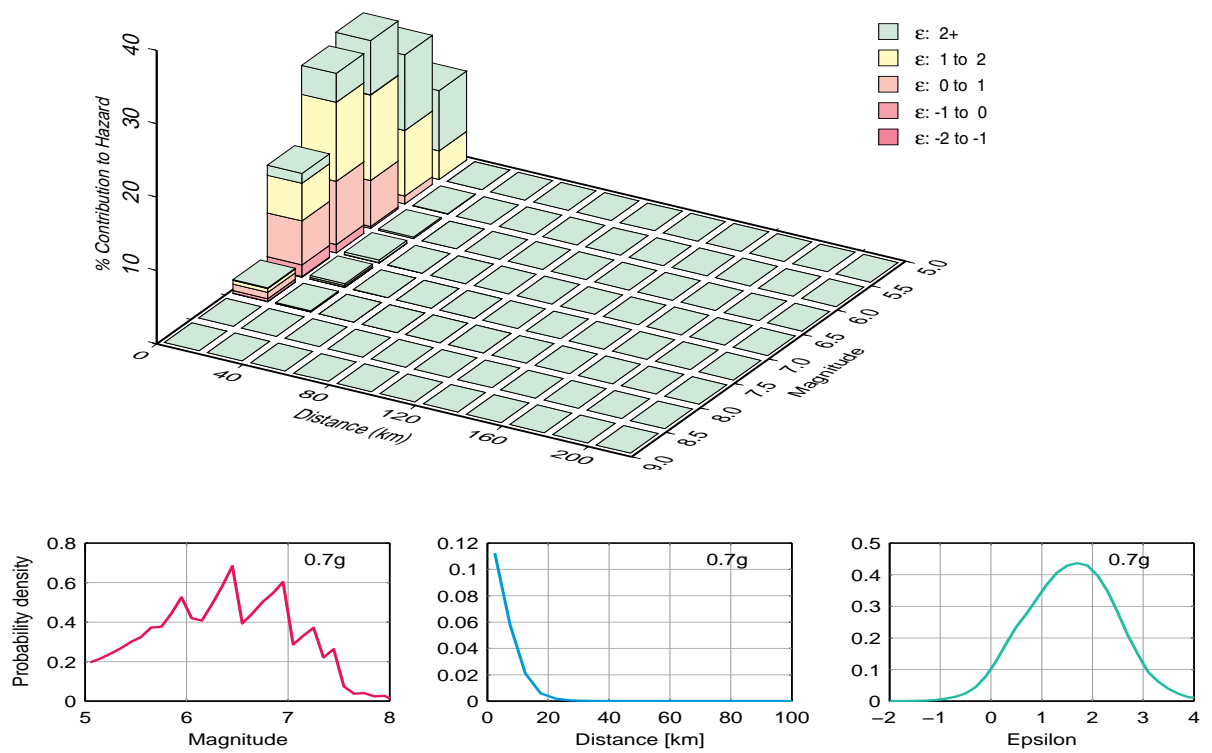 40
30
20
10
0
% Contribution to Hazard
40
80
120
160
200
Distance (km)
9.0
8.5
8.0
7.5
7.0
6.5
6.0
5.5
5.0
Magnitude
ε: 2+
ε: 1 to 2
ε: 0 to 1
ε: -1 to 0
ε: -2 to -1
0.8
0.6
0.4
0.2
0
Probability density
0.7g
5 6 7 8
Magnitude
0.12
0.1
0.08
0.06
0.04
0.02
0
0.7g
0 20 40 60 80 100
Distance [km]
0.5
0.4
0.3
0.2
0.1
0
0.7g
−2 −1 0 1 2 3 4
Epsilon